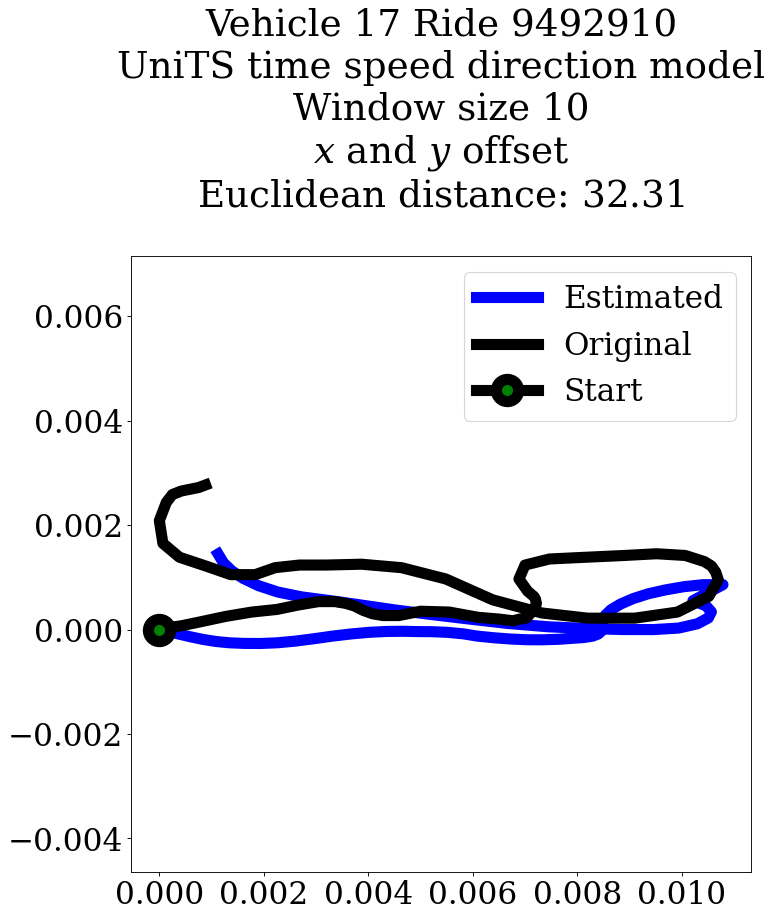 Vehicle 17 Ride 9492910
UniTS time speed direction model
Window size 10
x and y offset
Euclidean distance: 32.31
Estimated
Original
Start
0.006
0.004
0.002
0.000
−0.002
−0.004
0.000 0.002 0.004 0.006 0.008 0.010